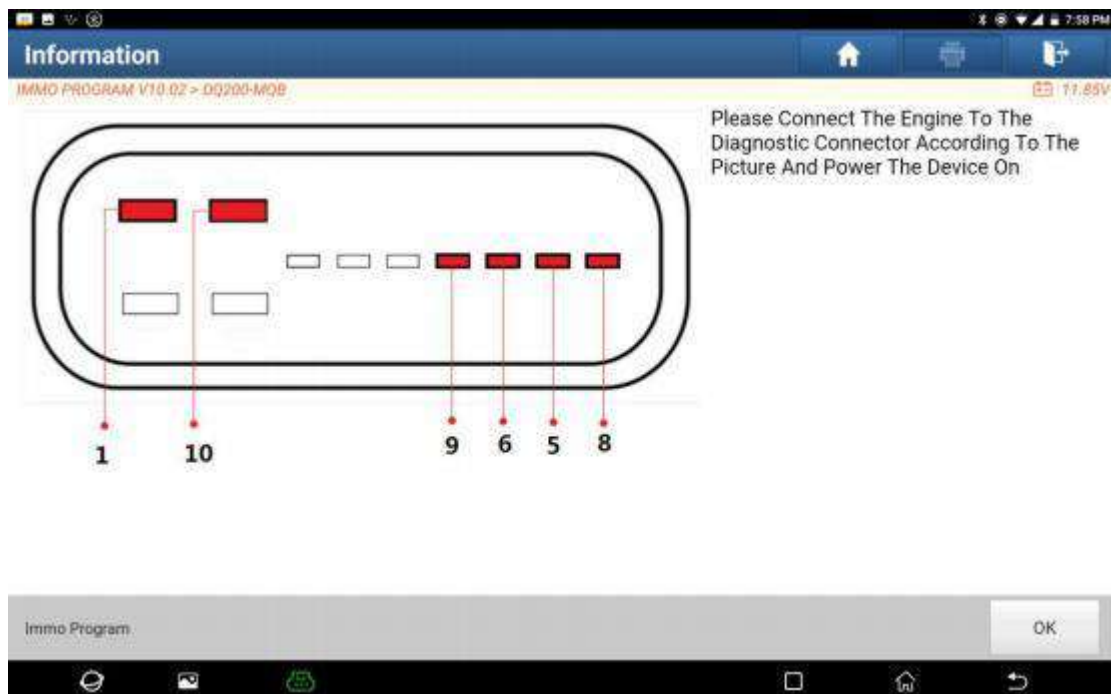 7:58 PM
Information
IMMO PROGRAM V10.02 > DQ200-MQB
11.85V
Please Connect The Engine To The
Diagnostic Connector According To The
Picture And Power The Device On
1 10 9 6 5 8
Immo Program
OK